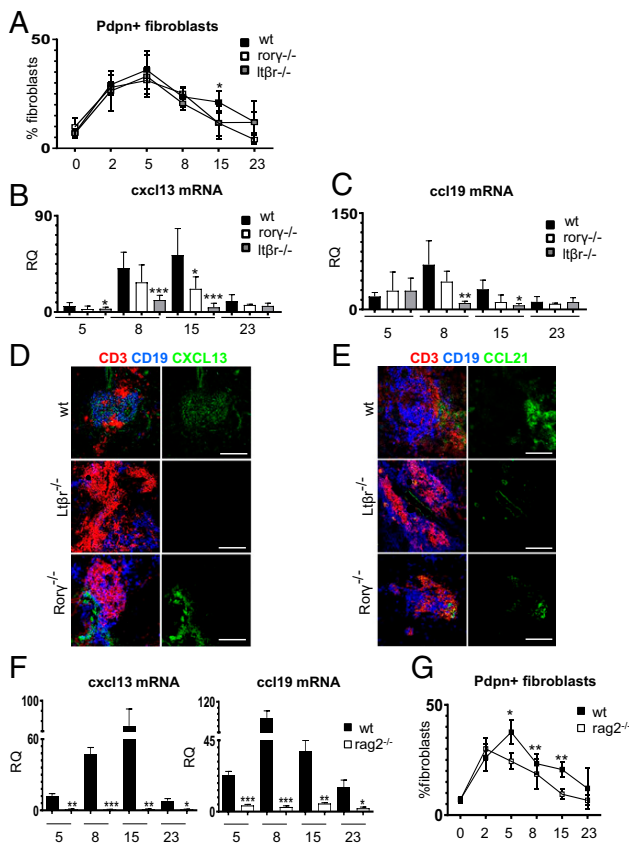 A
Pdpn+ fibroblasts
50
25
0
% fibroblasts
*
wt
rorγ-/-
ltβr-/-
0 2 5 8 15 23
B
cxcl13 mRNA
90
0
RQ
* *** * ***
wt
rorγ-/-
ltβr-/-
5 8 15 23
C
ccl19 mRNA
150
0
RQ
** *
wt
rorγ-/-
ltβr-/-
5 8 15 23
D
CD3 CD19 CXCL13
wt
Ltβr-/-
Rorγ-/-
E
CD3 CD19 CCL21
wt
Ltβr-/-
Rorγ-/-
F
cxcl13 mRNA
100
60
0
RQ
** *** ** *
5 8 15 23
ccl19 mRNA
120
45
0
*** *** ** *
wt
rag2-/-
5 8 15 23
G
Pdpn+ fibroblasts
50
25
0
%fibroblasts
* ** **
wt
rag2-/-
0 2 5 8 15 23